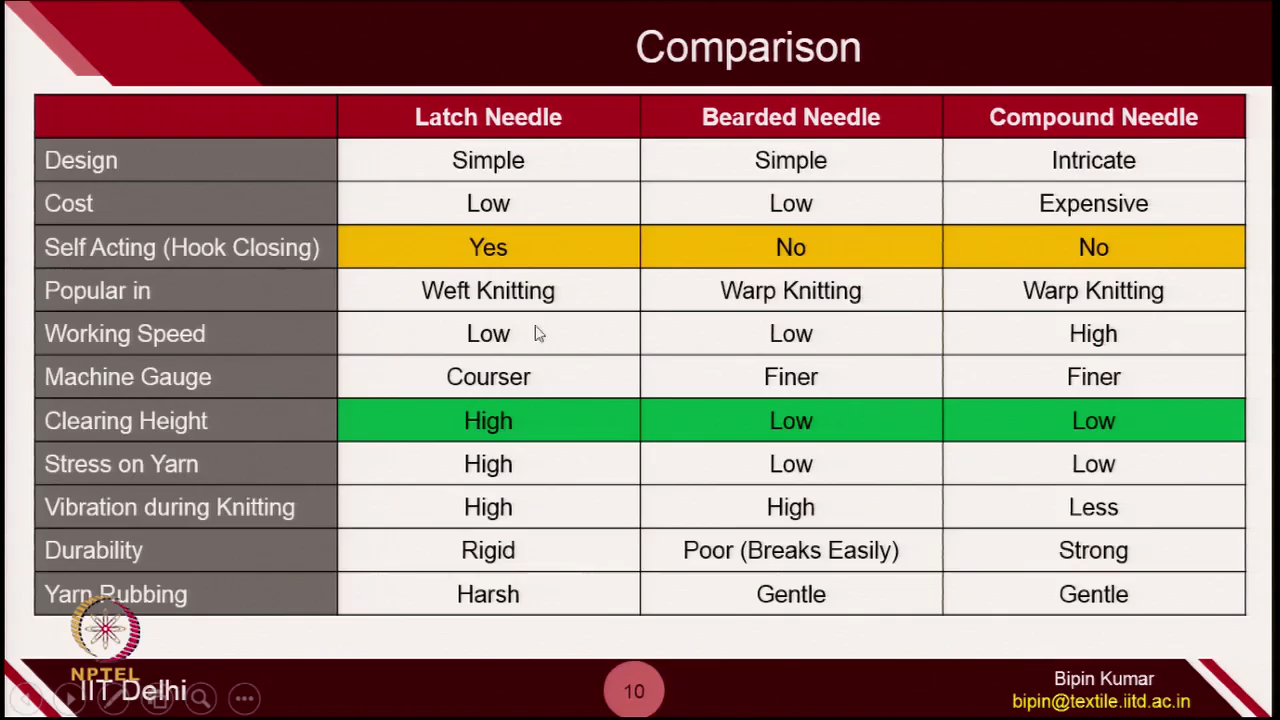 Comparison
Latch Needle Bearded Needle Compound Needle
Design Simple Simple Intricate
Cost Low Low Expensive
Self Acting (Hook Closing) Yes No No
Popular in Weft Knitting Warp Knitting Warp Knitting
Working Speed Low Low High
Machine Gauge Courser Finer Finer
Clearing Height High Low Low
Stress on Yarn High Low Low
Vibration during Knitting High High Less
Durability Rigid Poor (Breaks Easily) Strong
Yarn Rubbing Harsh Gentle Gentle
NPTEL
IIT Delhi
10
Bipin Kumar
bipin@textile.iitd.ac.in